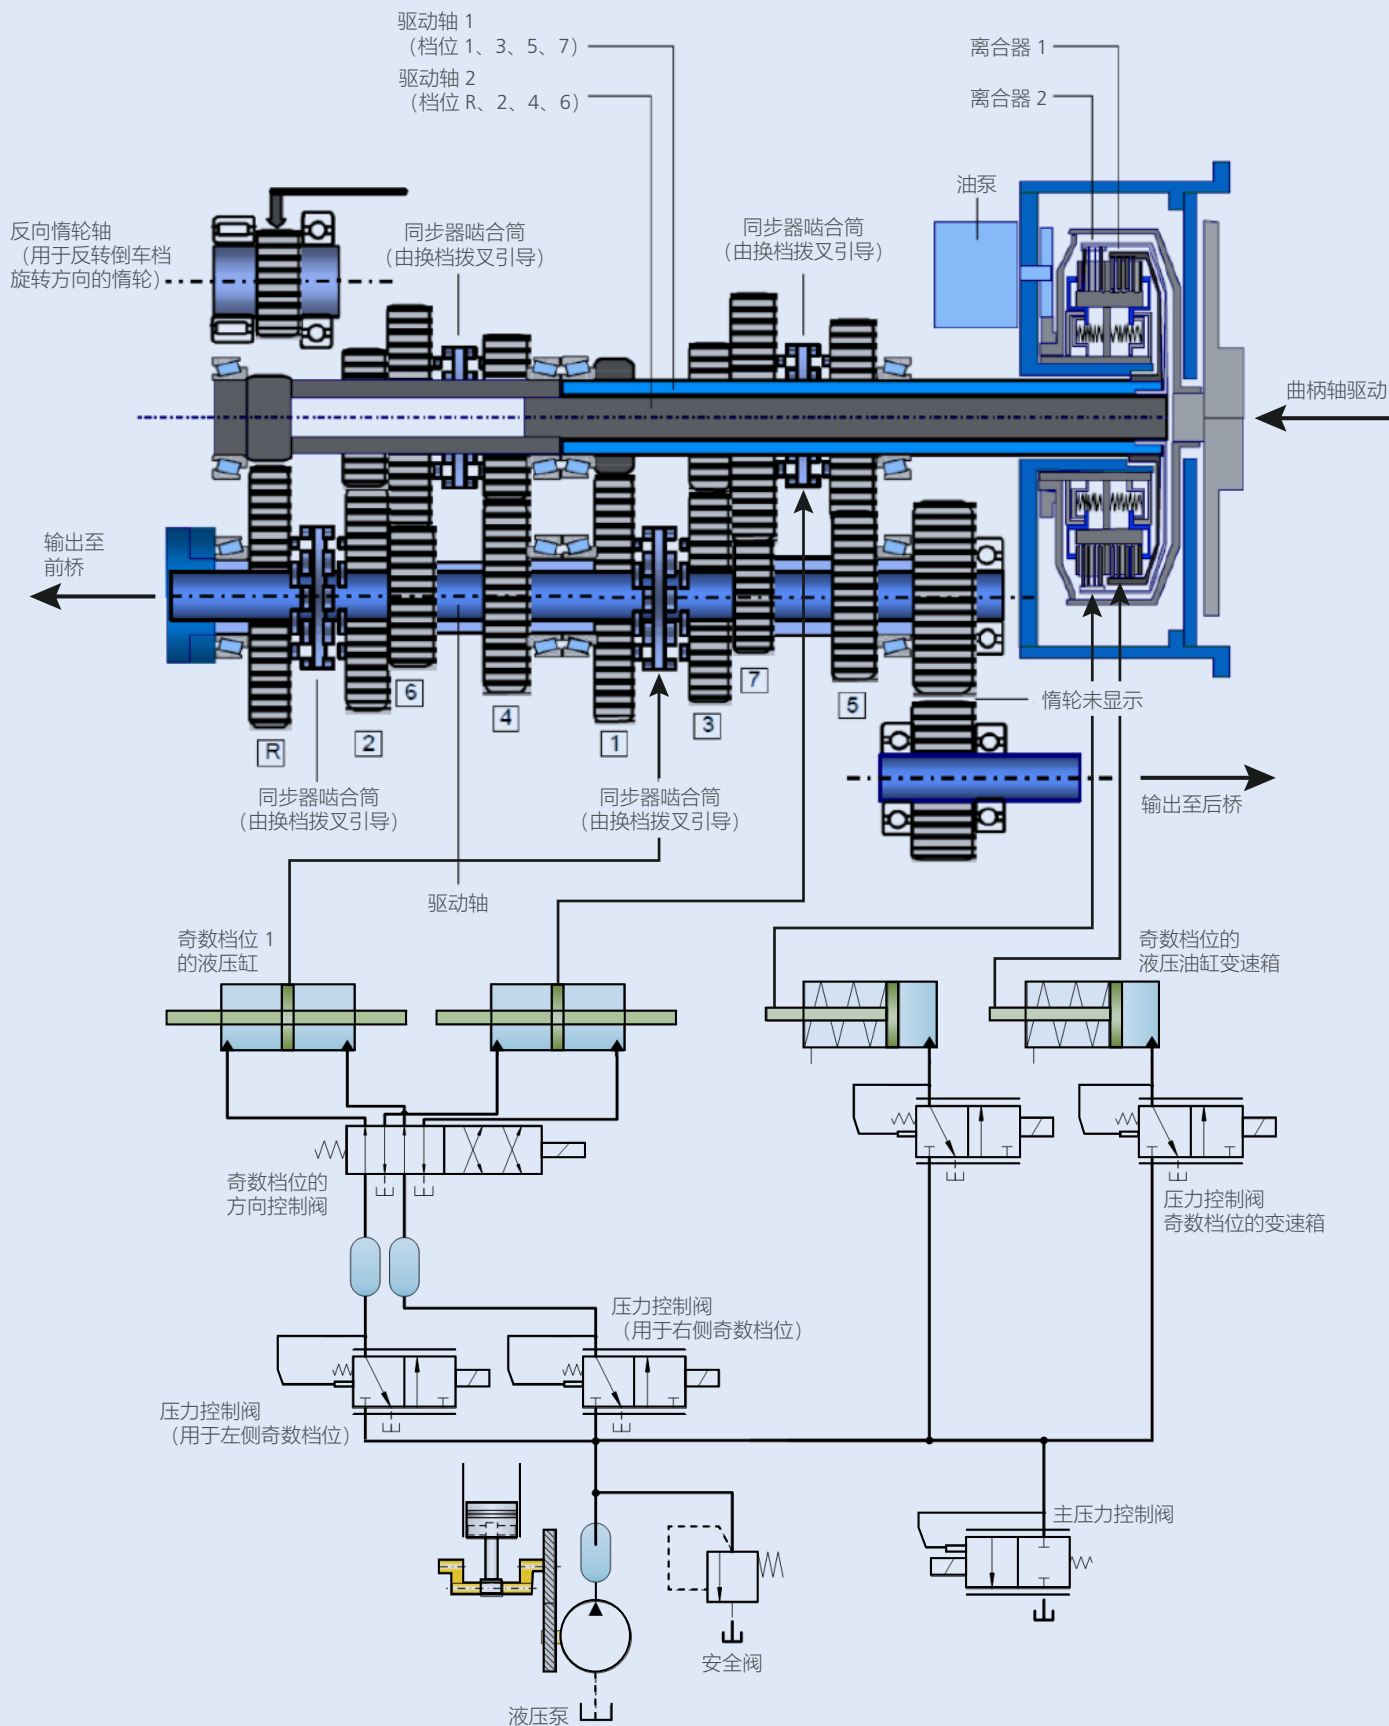 驱动轴 1
（档位 1、3、5、7）
驱动轴 2
（档位 R、2、4、6）
离合器 1
离合器 2
油泵
反向惰轮轴
（用于反转倒车档
旋转方向的惰轮）
同步器啮合筒
（由换档拨叉引导）
同步器啮合筒
（由换档拨叉引导）
曲柄轴驱动
输出至
前桥
R
2
6
4
1
3
7
5
惰轮未显示
同步器啮合筒
（由换档拨叉引导）
同步器啮合筒
（由换档拨叉引导）
输出至后桥
驱动轴
奇数档位 1
的液压缸
奇数档位的
液压油缸变速箱
奇数档位的
方向控制阀
压力控制阀
奇数档位的变速箱
压力控制阀
（用于右侧奇数档位）
压力控制阀
（用于左侧奇数档位）
主压力控制阀
安全阀
液压泵